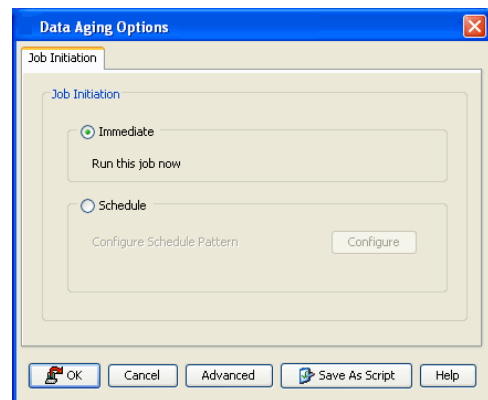 Data Aging Options
Job Initiation
Job Initiation
Immediate
Run this job now
Schedule
Configure Schedule Pattern Configure
OK Cancel Advanced Save As Script Help